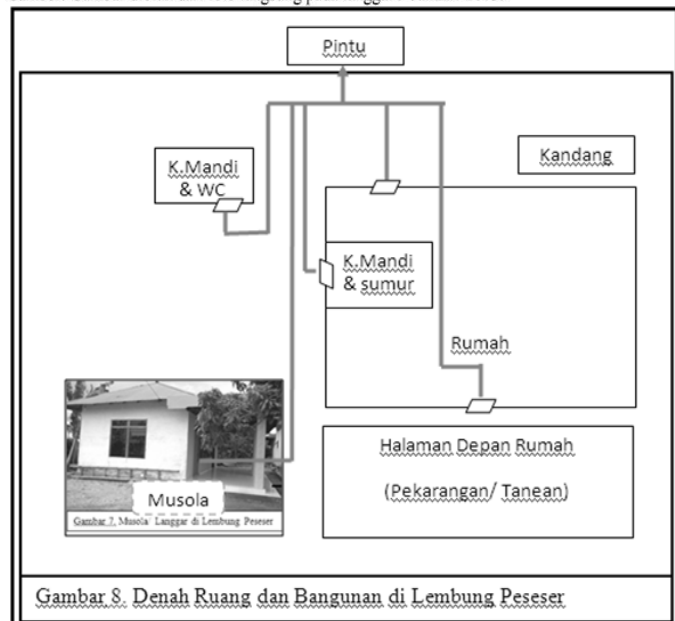 Pintu
K.Mandi
& WC
Kandang
K.Mandi
& sumur
Rumah
Musola
Gambar 7. Musola/ Langgar di Lembung Peseser
Halaman Depan Rumah
(Pekarangan/ Tanean)
Gambar 8. Denah Ruang dan Bangunan di Lembung Peseser